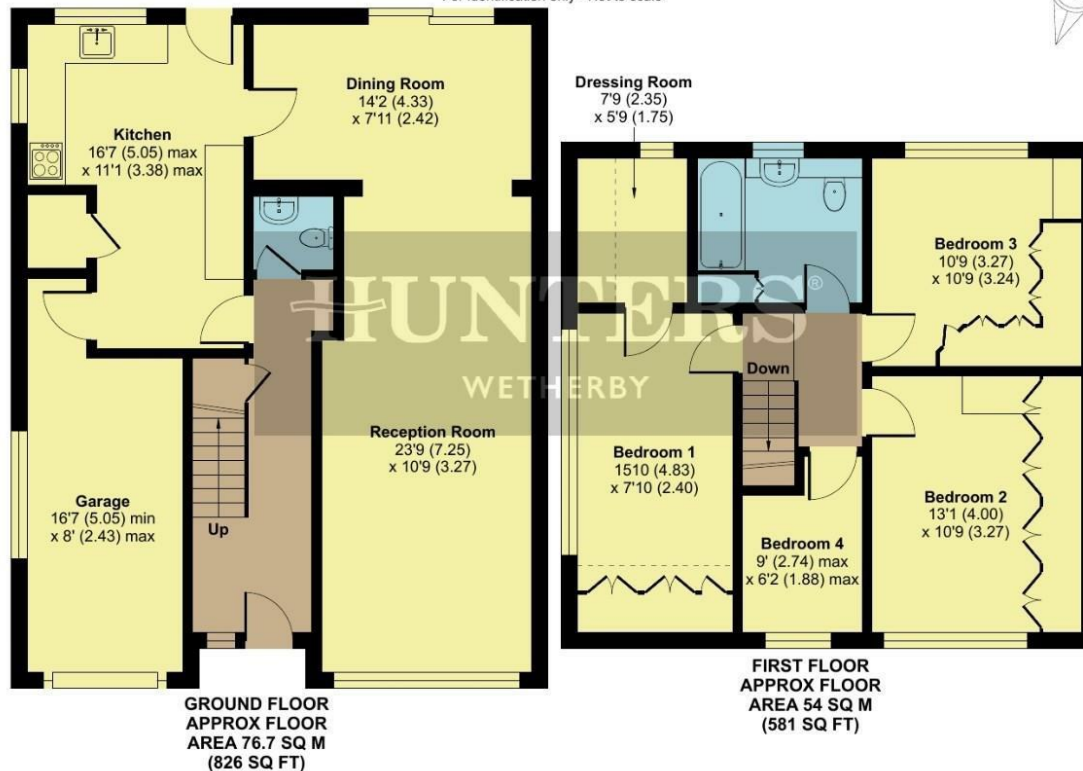 Dining Room
14'2 (4.33)
x 7'11 (2.42)
Kitchen
16'7 (5.05) max
x 11'1 (3.38) max
HUNTERS®
WETHERBY
Reception Room
23'9 (7.25)
x 10'9 (3.27)
Garage
16'7 (5.05) min
x 8' (2.43) max
Up
GROUND FLOOR
APPROX FLOOR
AREA 76.7 SQ M
(826 SQ FT)
Dressing Room
7'9 (2.35)
x 5'9 (1.75)
Bedroom 3
10'9 (3.27)
x 10'9 (3.24)
Down
Bedroom 1
1510 (4.83)
x 7'10 (2.40)
Bedroom 2
13'1 (4.00)
x 10'9 (3.27)
Bedroom 4
9' (2.74) max
x 6'2 (1.88) max
FIRST FLOOR
APPROX FLOOR
AREA 54 SQ M
(581 SQ FT)